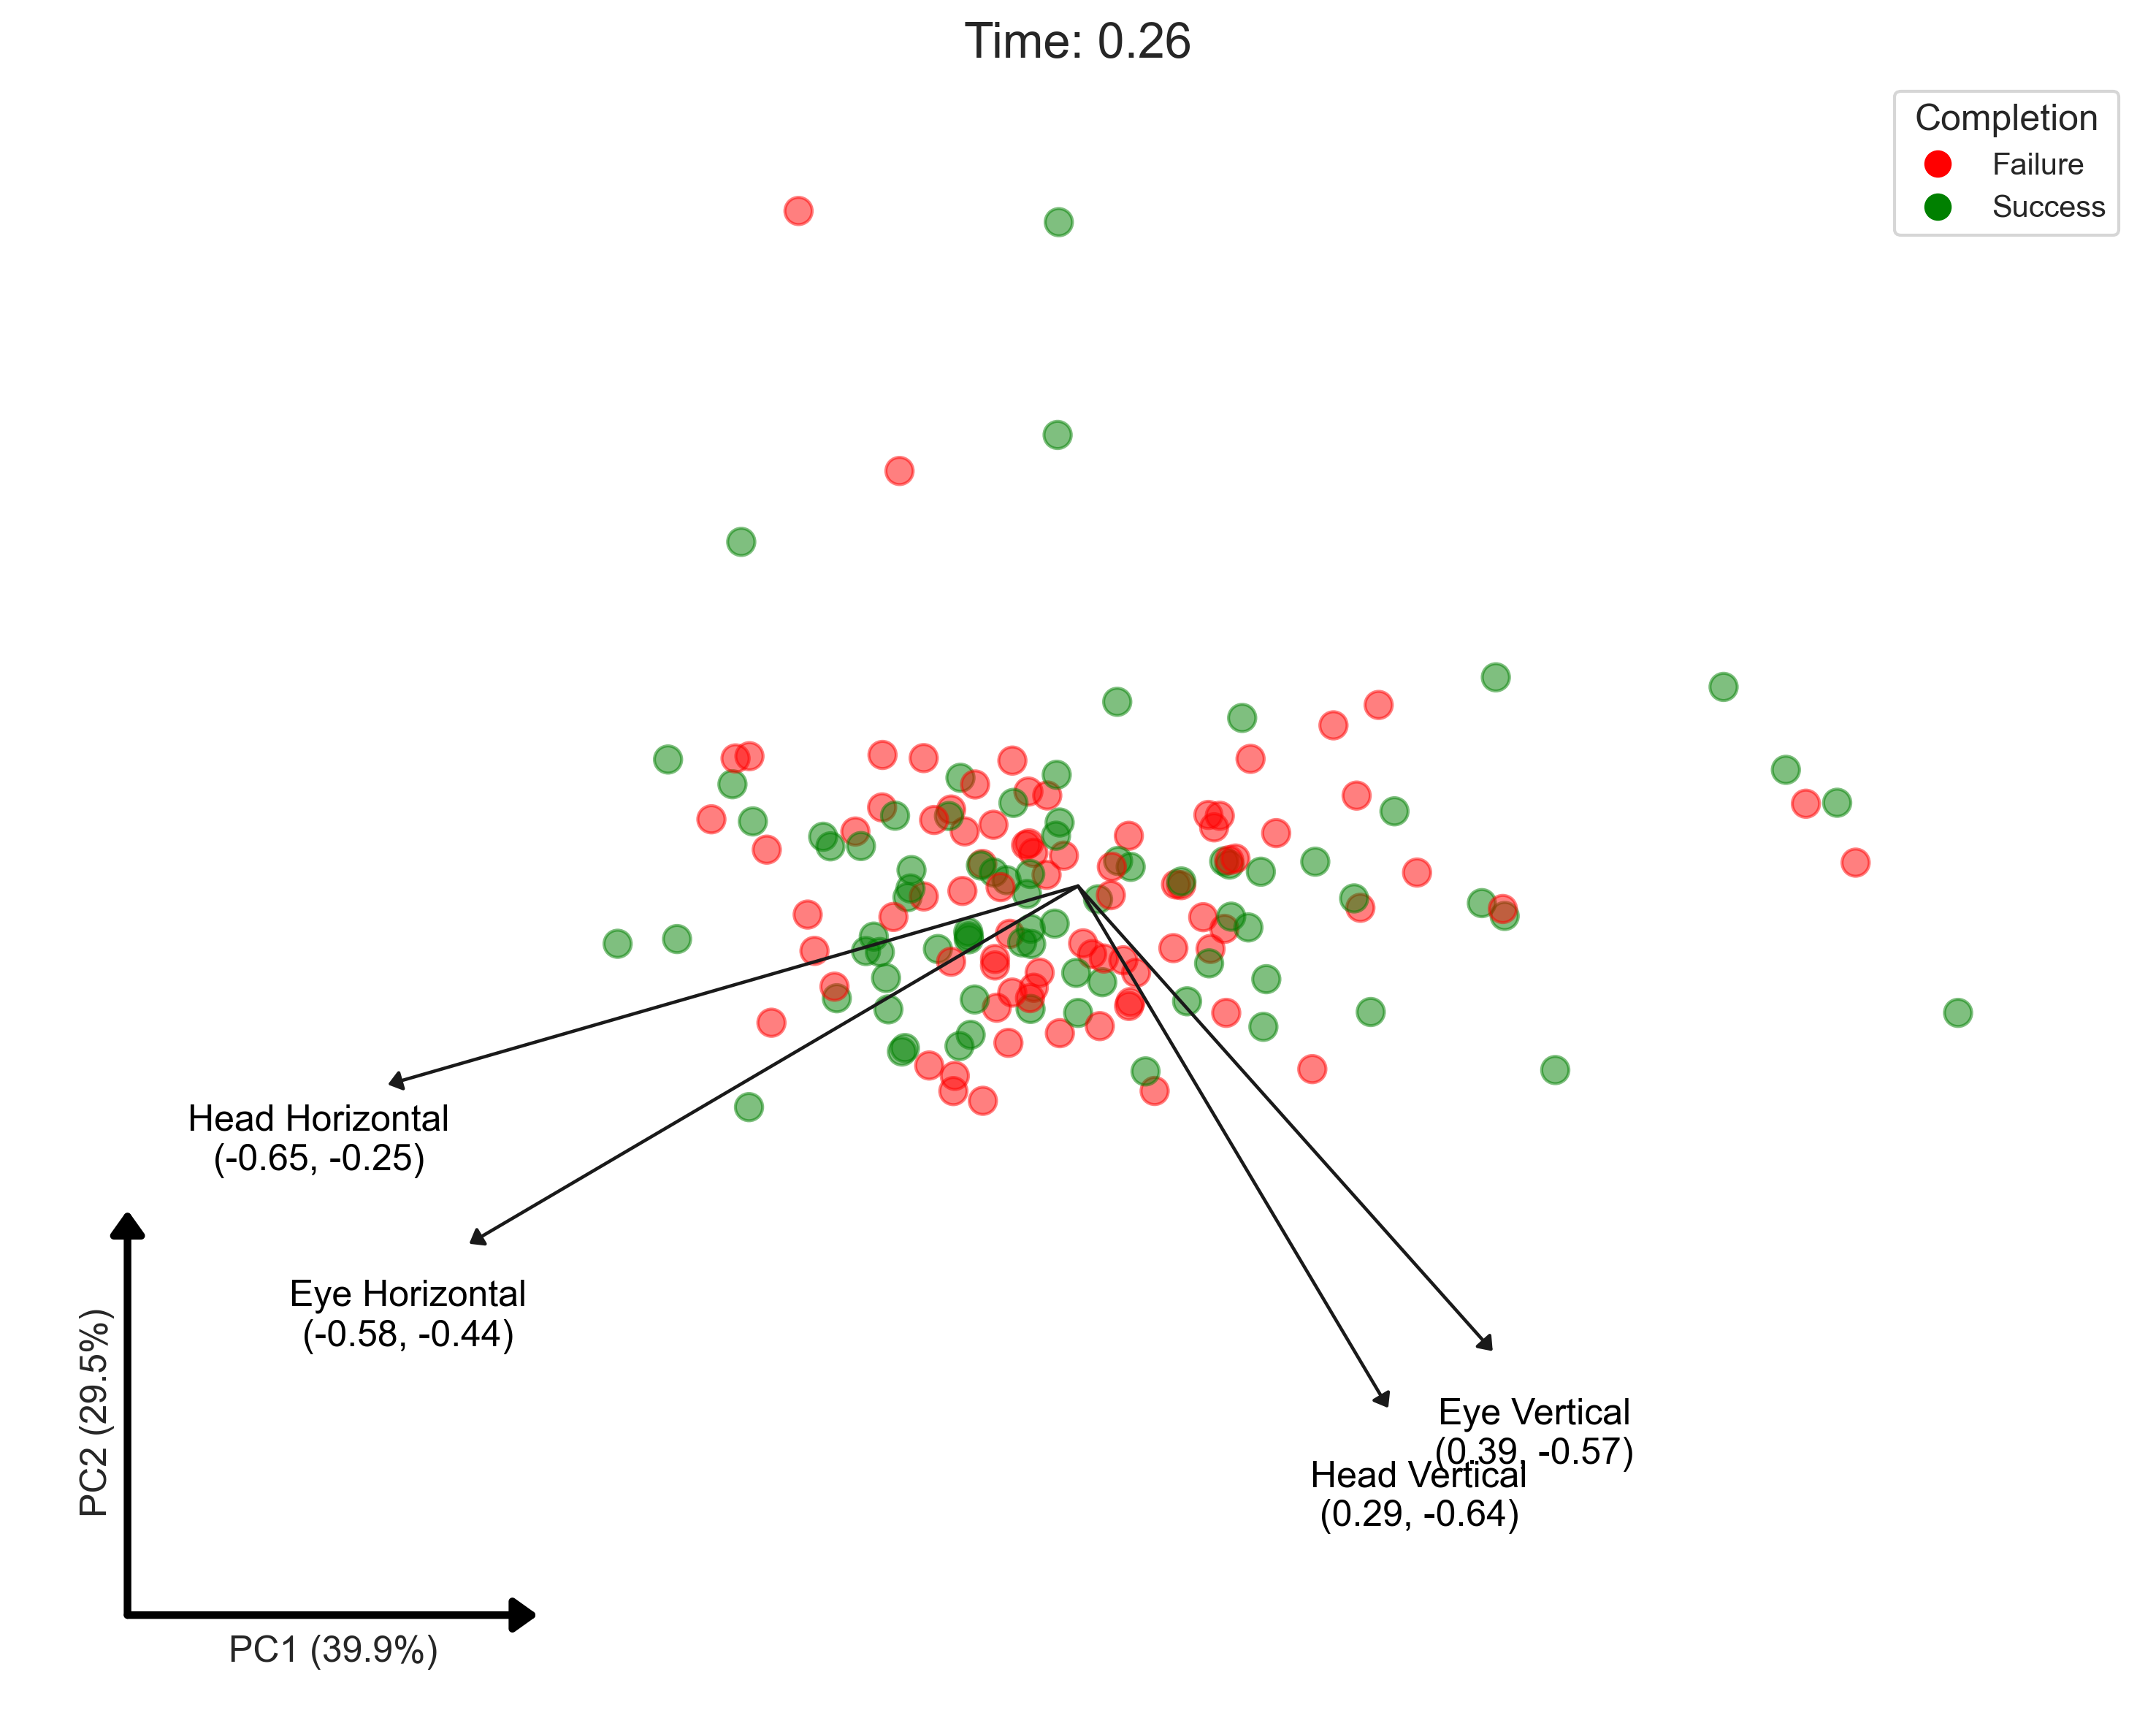 Time: 0.26
Completion
Failure
Success
Head Horizontal
(-0.65, -0.25)
Eye Horizontal
(-0.58, -0.44)
Eye Vertical
(0.39, -0.57)
Head Vertical
(0.29, -0.64)
PC2 (29.5%)
PC1 (39.9%)